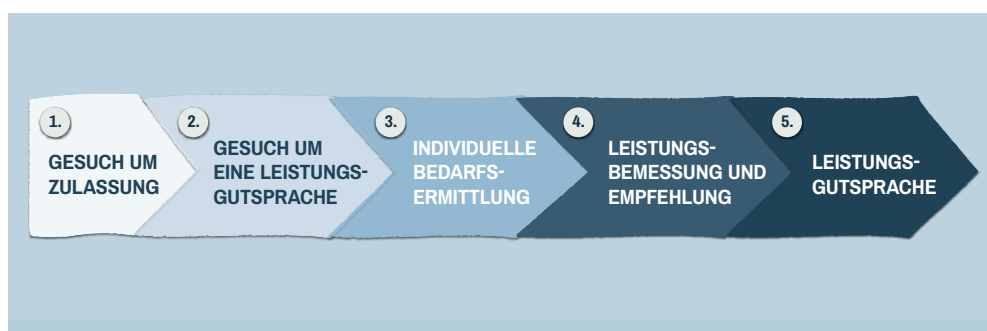 1.
GESUCH UM
ZULASSUNG
2.
GESUCH UM
EINE LEISTUNGS-
GUTSPRACHE
3.
INDIVIDUELLE
BEDARFS-
ERMITTLUNG
4.
LEISTUNGS-
BEMESSUNG UND
EMPFEHLUNG
5.
LEISTUNGS-
GUTSPRACHE